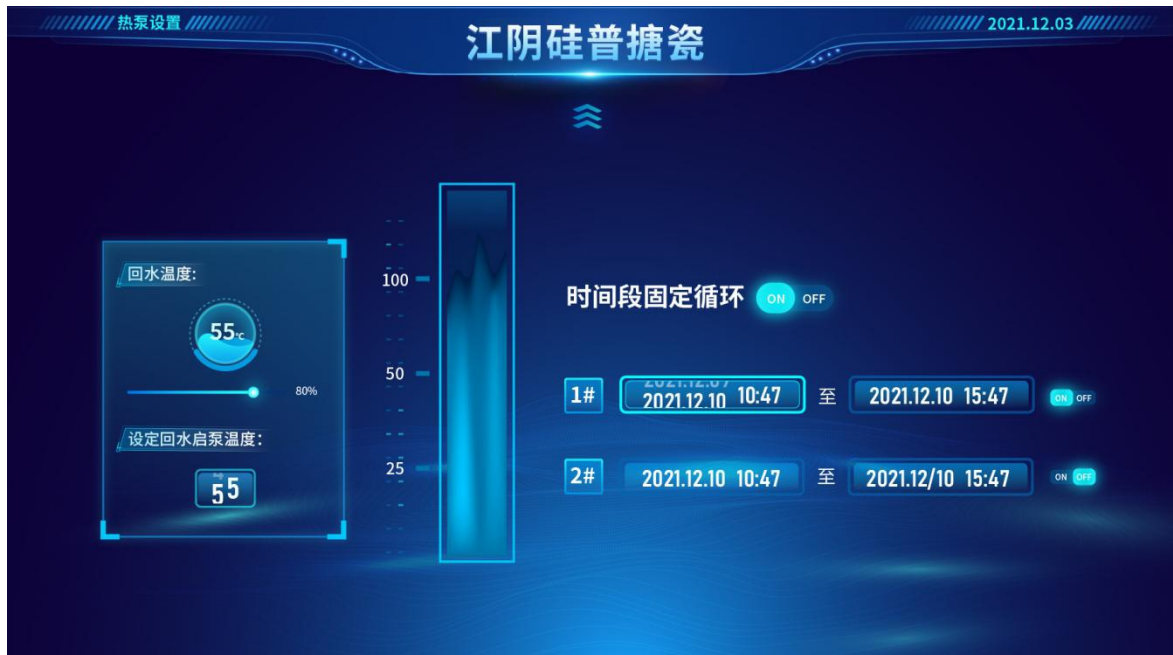 热泵设置
江阴硅普搪瓷
2021.12.03
回水温度:
55℃
80%
设定回水启泵温度:
55
100
50
25
时间段固定循环 ON OFF
1# 2021.12.10 10:47 至 2021.12.10 15:47 ON OFF
2# 2021.12.10 10:47 至 2021.12/10 15:47 ON OFF